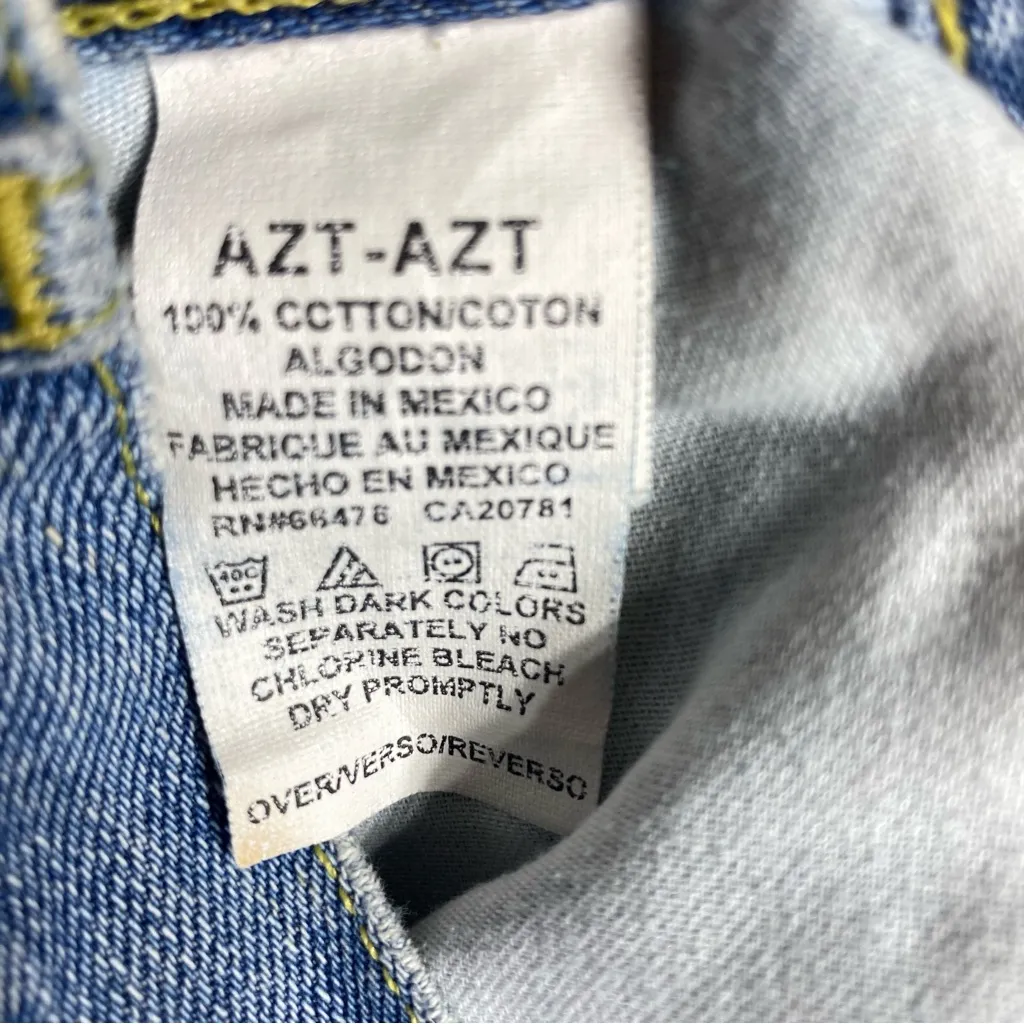 AZT-AZT
100% COTTON/COTON
ALGODON
MADE IN MEXICO
FABRIQUE AU MEXIQUE
HECHO EN MEXICO
RN#66476 CA20781
40C
WASH DARK COLORS
SEPARATELY NO
CHLORINE BLEACH
DRY PROMPTLY
OVER/VERSO/REVERSO